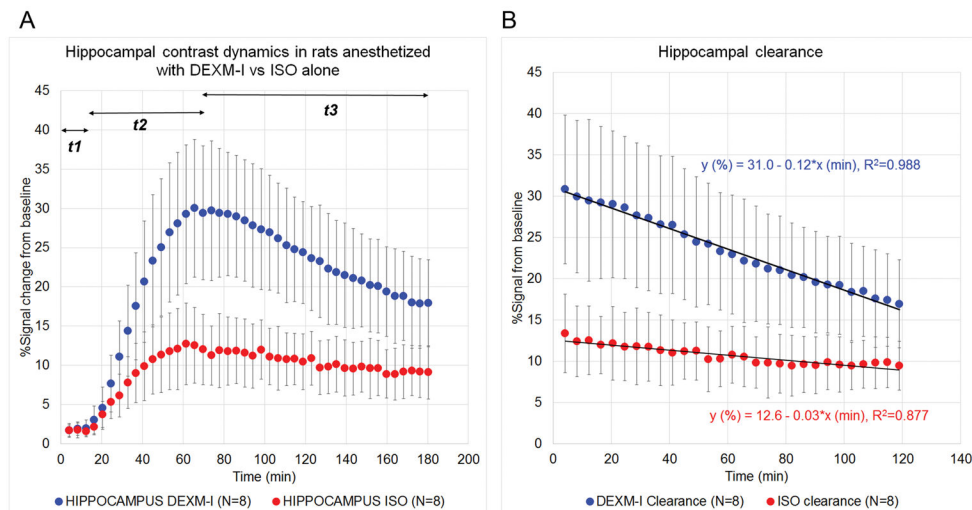 A
Hippocampal contrast dynamics in rats anesthetized
with DEXM-I vs ISO alone
%Signal change from baseline
45
40
35
30
25
20
15
10
5
0
t1
t2
t3
0 20 40 60 80 100 120 140 160 180 200
Time (min)
HIPPOCAMPUS DEXM-I (N=8) HIPPOCAMPUS ISO (N=8)
B
Hippocampal clearance
%Signal from baseline
45
40
35
30
25
20
15
10
5
0
y (%) = 31.0 - 0.12*x (min), R²=0.988
y (%) = 12.6 - 0.03*x (min), R²=0.877
0 20 40 60 80 100 120 140
Time (min)
DEXM-I Clearance (N=8) ISO clearance (N=8)